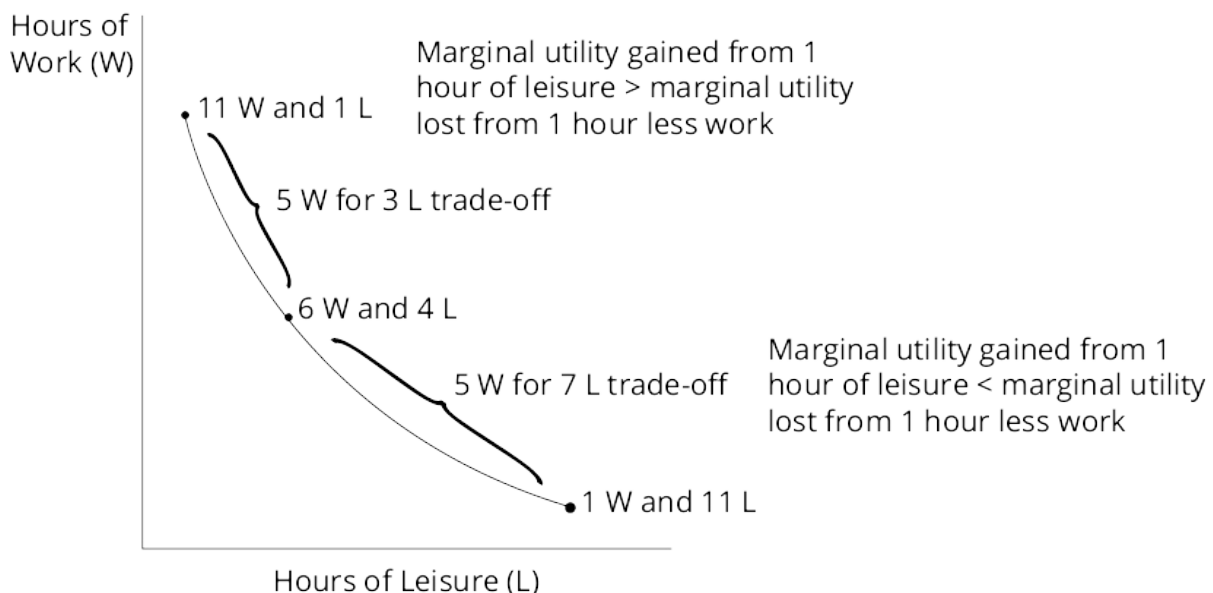 Hours of
Work (W)
Marginal utility gained from 1
hour of leisure > marginal utility
lost from 1 hour less work
11 W and 1 L
5 W for 3 L trade-off
6 W and 4 L
Marginal utility gained from 1
hour of leisure < marginal utility
lost from 1 hour less work
5 W for 7 L trade-off
1 W and 11 L
Hours of Leisure (L)